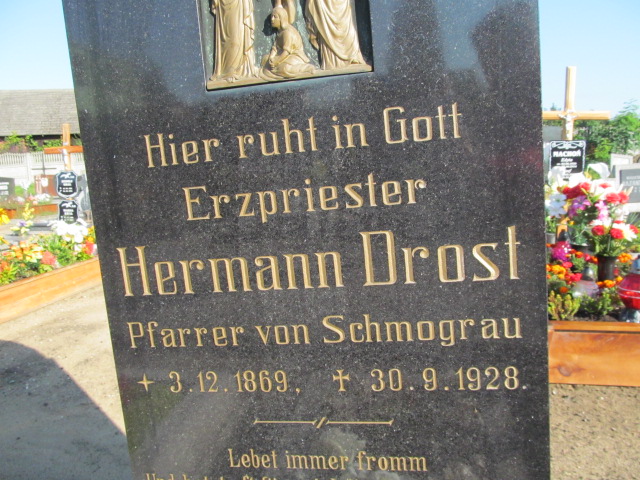 Hier ruht in Gott
Erzpriester
Hermann Drost
Pfarrer von Schmograu
+ 3.12.1869. ✝ 30.9.1928.
Lebet immer fromm